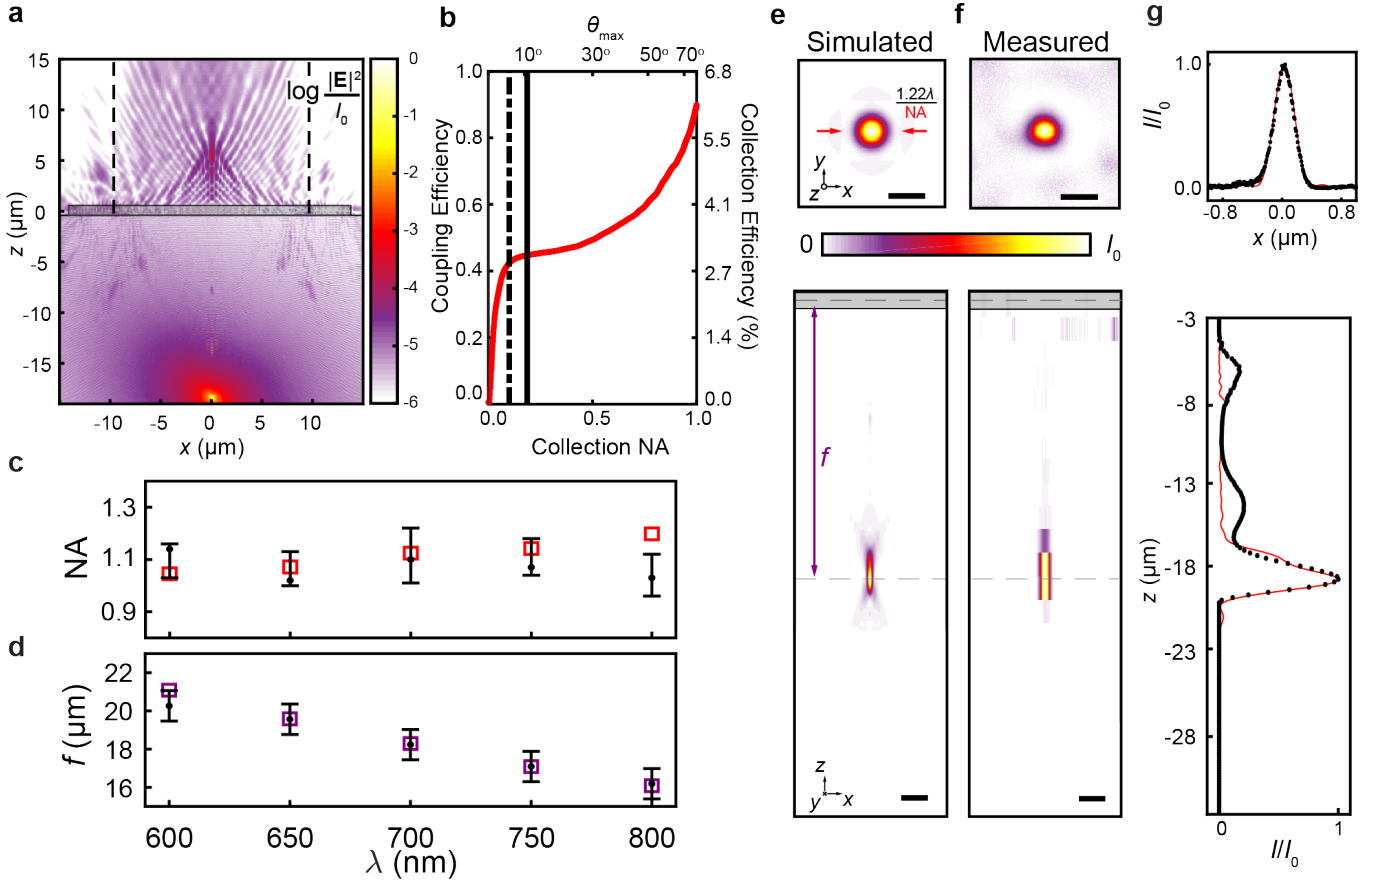 a
15
10
5
0
-5
-10
-15
z (μm)
-10
-5
0
5
10
x (μm)
log |E|² / I₀
0
-1
-2
-3
-4
-5
-6
b
θmax
10° 30° 50° 70°
1.0
0.8
0.6
0.4
0.2
0.0
Coupling Efficiency
6.8
5.5
4.1
2.7
1.4
0.0
Collection Efficiency (%)
0.0 0.5 1.0
Collection NA
c
1.3
1.1
0.9
NA
d
22
20
18
16
f (μm)
600 650 700 750 800
λ (nm)
e
Simulated
1.22λ
NA
y
z x
f
Measured
0 I₀
f
z
y x
g
1.0
0.0
I/I₀
-0.8 0.0 0.8
x (μm)
-3
-8
-13
-18
-23
-28
z (μm)
0 1
I/I₀